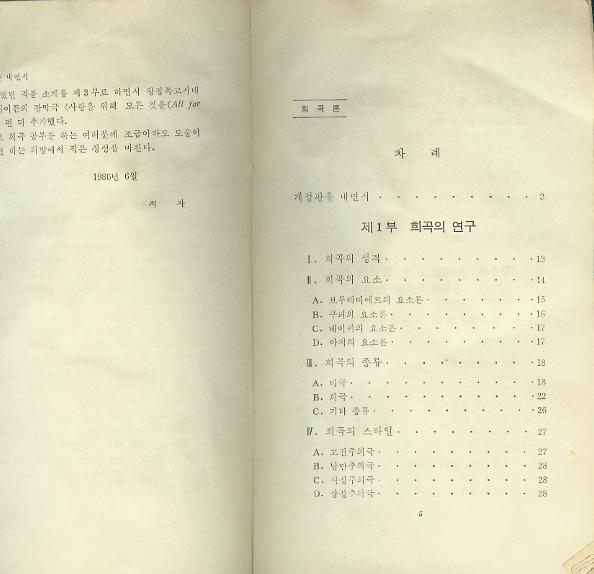 내면서
했던 작품 소개를 제3부로 하면서 왕정복고시대
라이든의 장막극 〈사랑을 위해 모든 것을(All for
편 더 추가했다.
희곡 공부를 하는 여러분께 조금이라도 도움이
하는 희망에서 작은 정성을 바친다.
1986년 6월
저 자
희 곡 론
차 례
개정판을 내면서 · · · · · · · · · 3
제1부 희곡의 연구
Ⅰ. 희곡의 성격 · · · · · · · · · 13
Ⅱ. 희곡의 요소 · · · · · · · · · 14
A. 브루네티에르의 요소론 · · · · · · 15
B. 쿠퍼의 요소론 · · · · · · · · 16
C. 베이커의 요소론 · · · · · · · 17
D. 아처의 요소론 · · · · · · · · 17
Ⅲ. 희곡의 종류 · · · · · · · · · 18
A. 비극 · · · · · · · · · · 18
B. 희극 · · · · · · · · · · 22
C. 기타 종류 · · · · · · · · · 26
Ⅳ. 희곡의 스타일 · · · · · · · · 27
A. 고전주의극 · · · · · · · · · 27
B. 낭만주의극 · · · · · · · · · 28
C. 사실주의극 · · · · · · · · · 28
D. 상징주의극 · · · · · · · · · 28
5